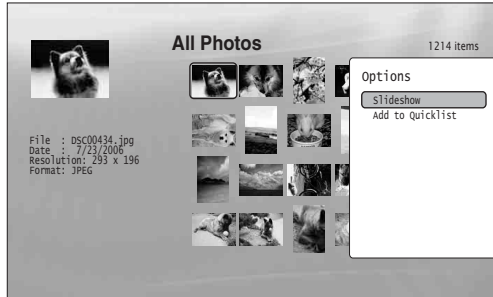 All Photos
1214 items
File : DSC00434.jpg
Date : 7/23/2006
Resolution: 293 x 196
Format: JPEG
Options
Slideshow
Add to Quicklist